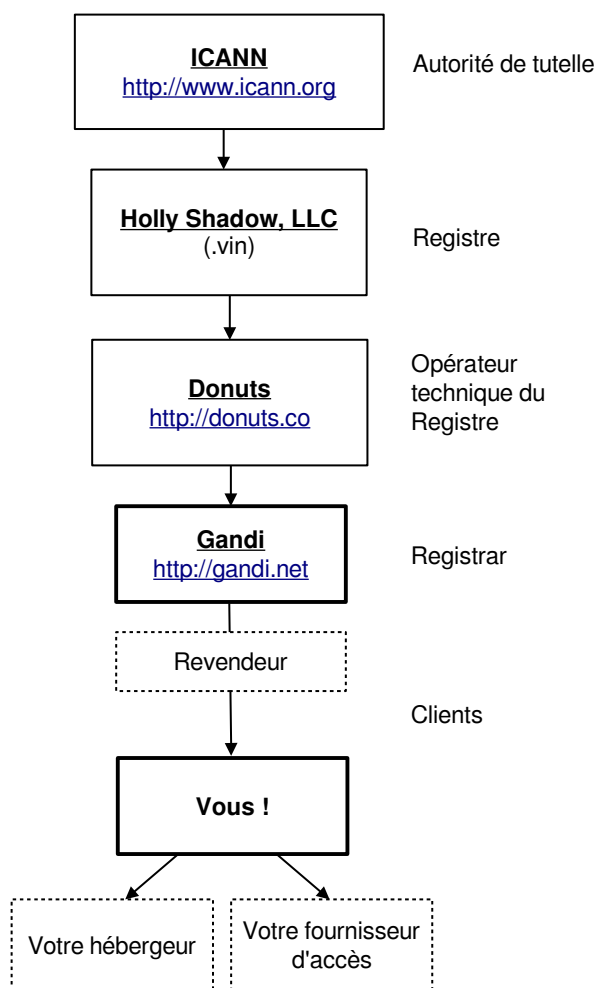 ICANN
http://www.icann.org
Autorité de tutelle
Holly Shadow, LLC
(.vin)
Registre
Donuts
http://donuts.co
Opérateur
technique du
Registre
Gandi
http://gandi.net
Registrar
Revendeur
Clients
Vous !
Votre hébergeur
Votre fournisseur
d'accès